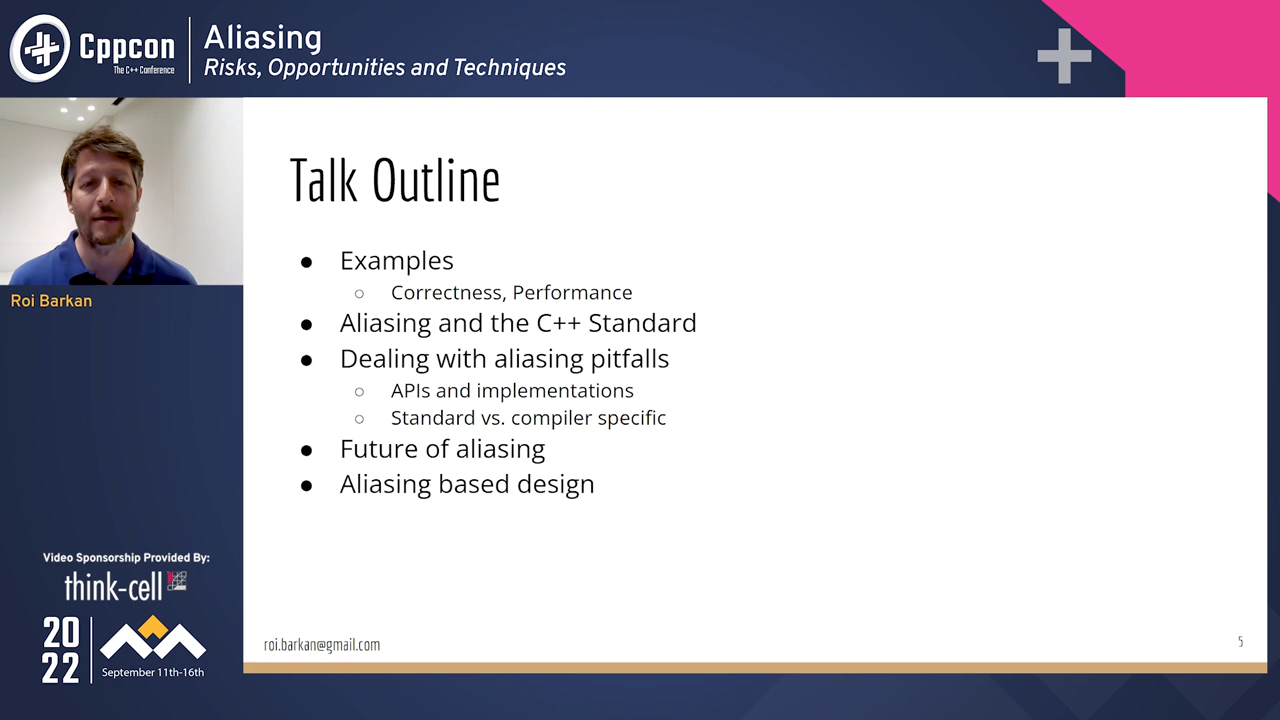 Cppcon
The C++ Conference
Aliasing
Risks, Opportunities and Techniques
Roi Barkan
Talk Outline
● Examples
○ Correctness, Performance
● Aliasing and the C++ Standard
● Dealing with aliasing pitfalls
○ APIs and implementations
○ Standard vs. compiler specific
● Future of aliasing
● Aliasing based design
roi.barkan@gmail.com
5
Video Sponsorship Provided By:
think-cell
20
22
September 11th-16th